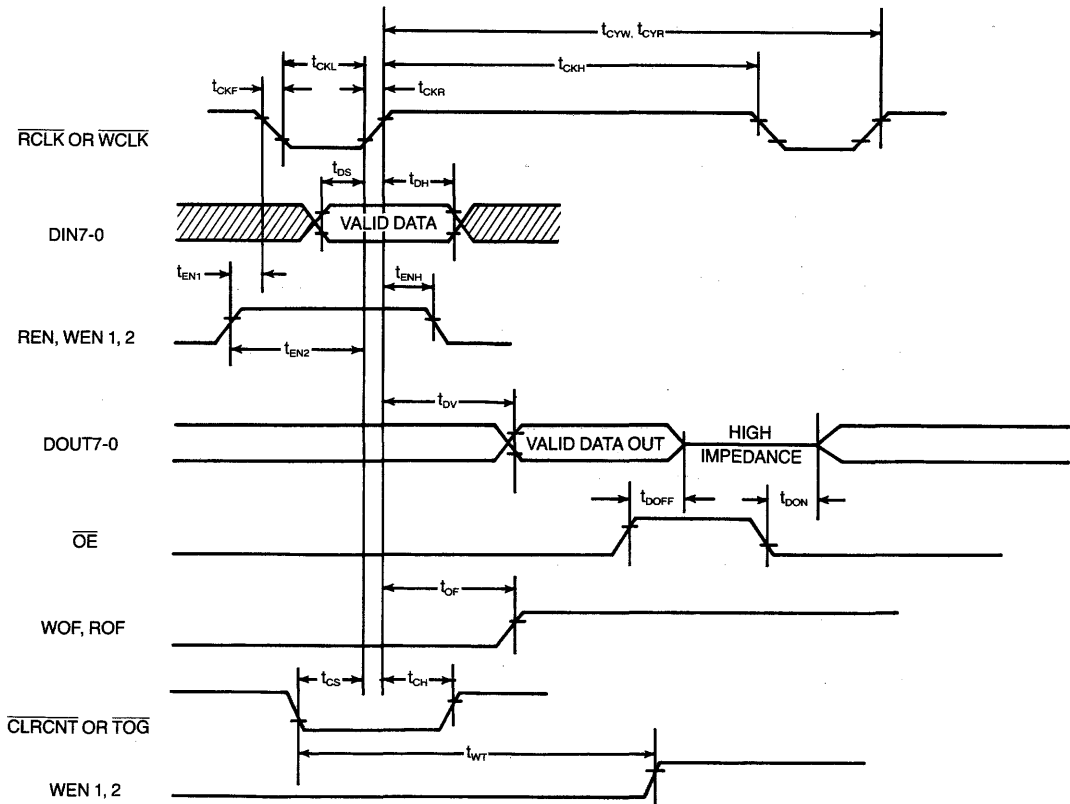 tCYW, tCYR
tCKL
tCKH
tCKF
tCKR
RCLK OR WCLK
tDS
tDH
DIN7-0
VALID DATA
tEN1
tENH
REN, WEN 1, 2
tEN2
tDV
DOUT7-0
VALID DATA OUT
HIGH
IMPEDANCE
tDOFF
tDON
OE
tOF
WOF, ROF
tCS
tCH
CLRCNT OR TOG
tWT
WEN 1, 2